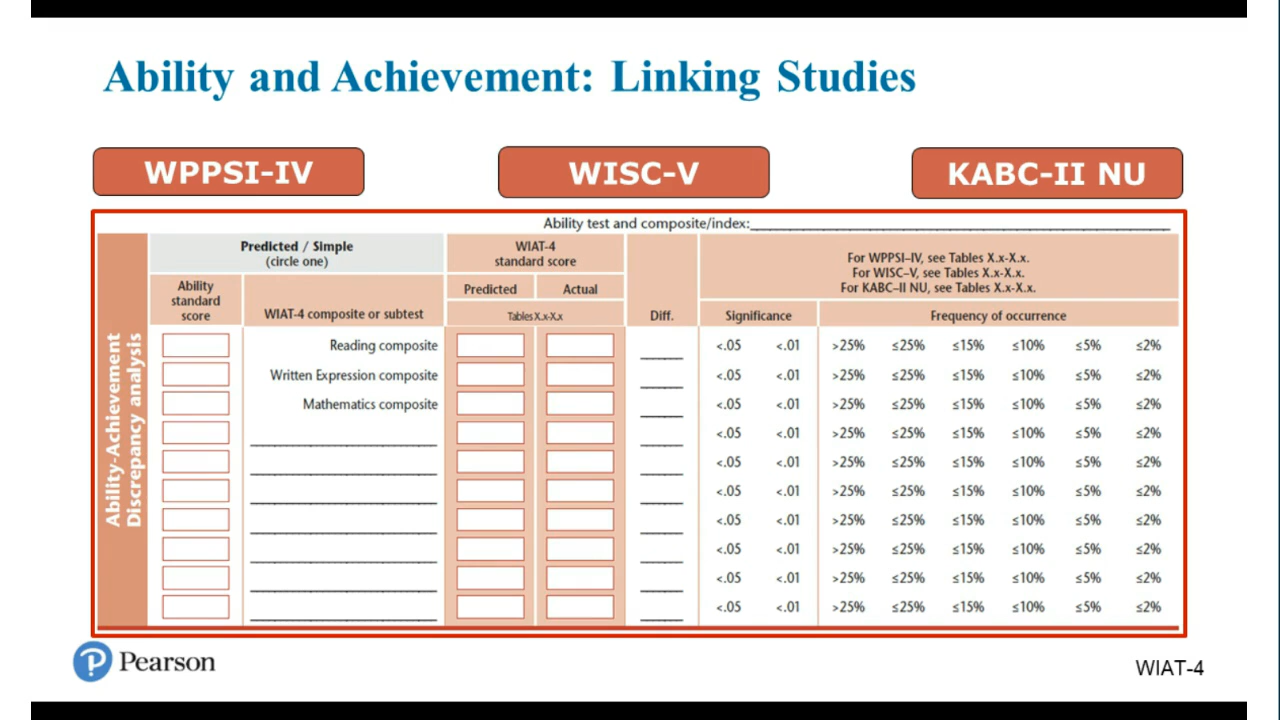 Ability and Achievement: Linking Studies
WPPSI-IV
WISC-V
KABC-II NU
Ability test and composite/index:
Ability-Achievement
Discrepancy analysis
Predicted / Simple
(circle one)
WIAT-4
standard score
For WPPSI–IV, see Tables X.x-X.x.
For WISC–V, see Tables X.x-X.x.
For KABC–II NU, see Tables X.x-X.x.
Ability
standard
score
WIAT-4 composite or subtest
Predicted
Actual
Tables X.x-X.x
Diff.
Significance
Frequency of occurrence
Reading composite <.05 <.01 >25% ≤25% ≤15% ≤10% ≤5% ≤2%
Written Expression composite <.05 <.01 >25% ≤25% ≤15% ≤10% ≤5% ≤2%
Mathematics composite <.05 <.01 >25% ≤25% ≤15% ≤10% ≤5% ≤2%
<.05 <.01 >25% ≤25% ≤15% ≤10% ≤5% ≤2%
<.05 <.01 >25% ≤25% ≤15% ≤10% ≤5% ≤2%
<.05 <.01 >25% ≤25% ≤15% ≤10% ≤5% ≤2%
<.05 <.01 >25% ≤25% ≤15% ≤10% ≤5% ≤2%
<.05 <.01 >25% ≤25% ≤15% ≤10% ≤5% ≤2%
<.05 <.01 >25% ≤25% ≤15% ≤10% ≤5% ≤2%
<.05 <.01 >25% ≤25% ≤15% ≤10% ≤5% ≤2%
P Pearson
WIAT-4